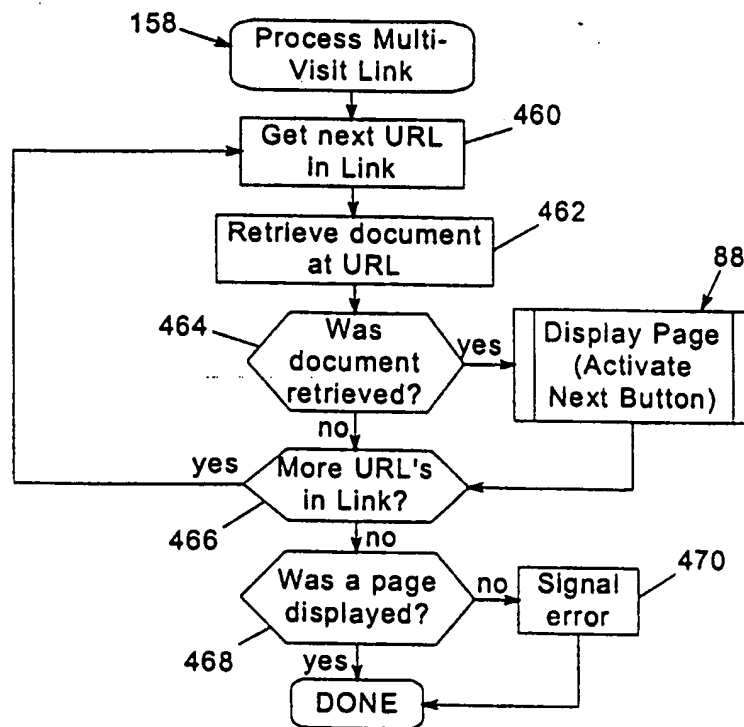 158
Process Multi-
Visit Link
460
Get next URL
in Link
462
Retrieve document
at URL
88
464
Was
document
retrieved?
yes
Display Page
(Activate
Next Button)
no
yes
More URL's
in Link?
466
no
470
Was a page
displayed?
no
Signal
error
468
yes
DONE